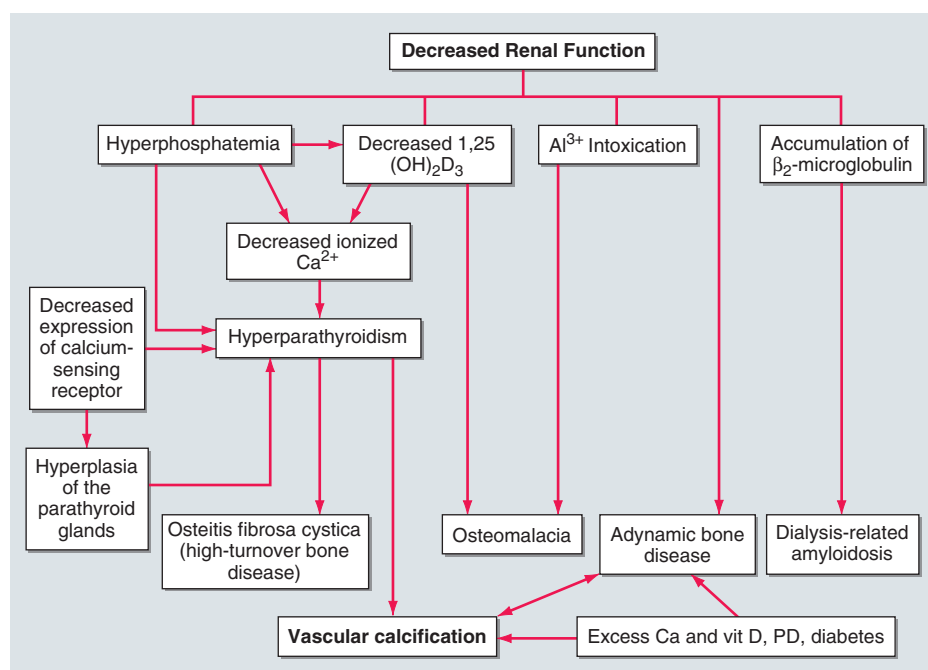 Decreased Renal Function
Hyperphosphatemia
Decreased 1,25
(OH)₂D₃
Al³⁺ Intoxication
Accumulation of
β₂-microglobulin
Decreased ionized
Ca²⁺
Decreased
expression
of calcium-
sensing
receptor
Hyperparathyroidism
Hyperplasia
of the
parathyroid
glands
Osteitis fibrosa cystica
(high-turnover bone
disease)
Osteomalacia
Adynamic bone
disease
Dialysis-related
amyloidosis
Vascular calcification
Excess Ca and vit D, PD, diabetes